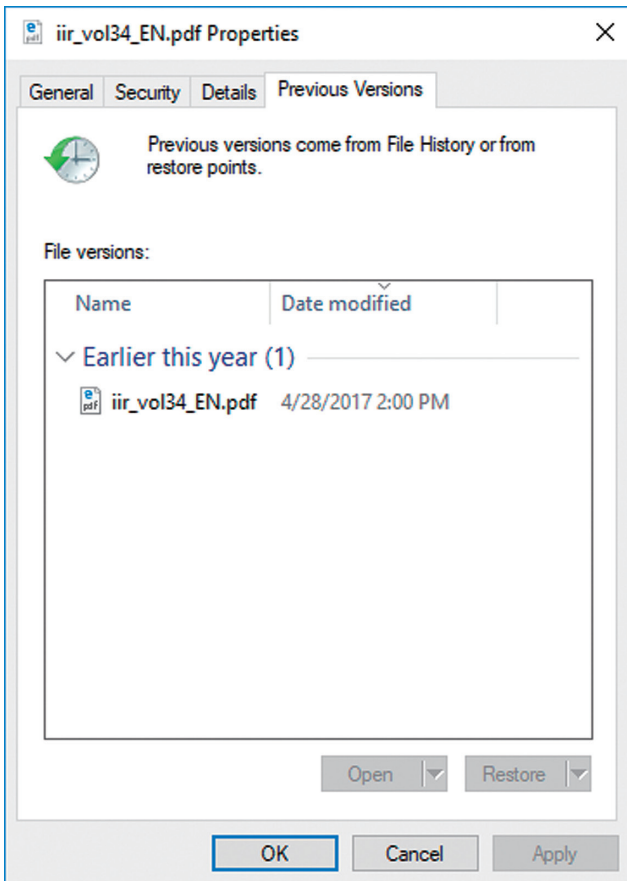 iir_vol34_EN.pdf Properties
General Security Details Previous Versions
Previous versions come from File History or from
restore points.
File versions:
Name Date modified
Earlier this year (1)
iir_vol34_EN.pdf 4/28/2017 2:00 PM
Open Restore
OK Cancel Apply